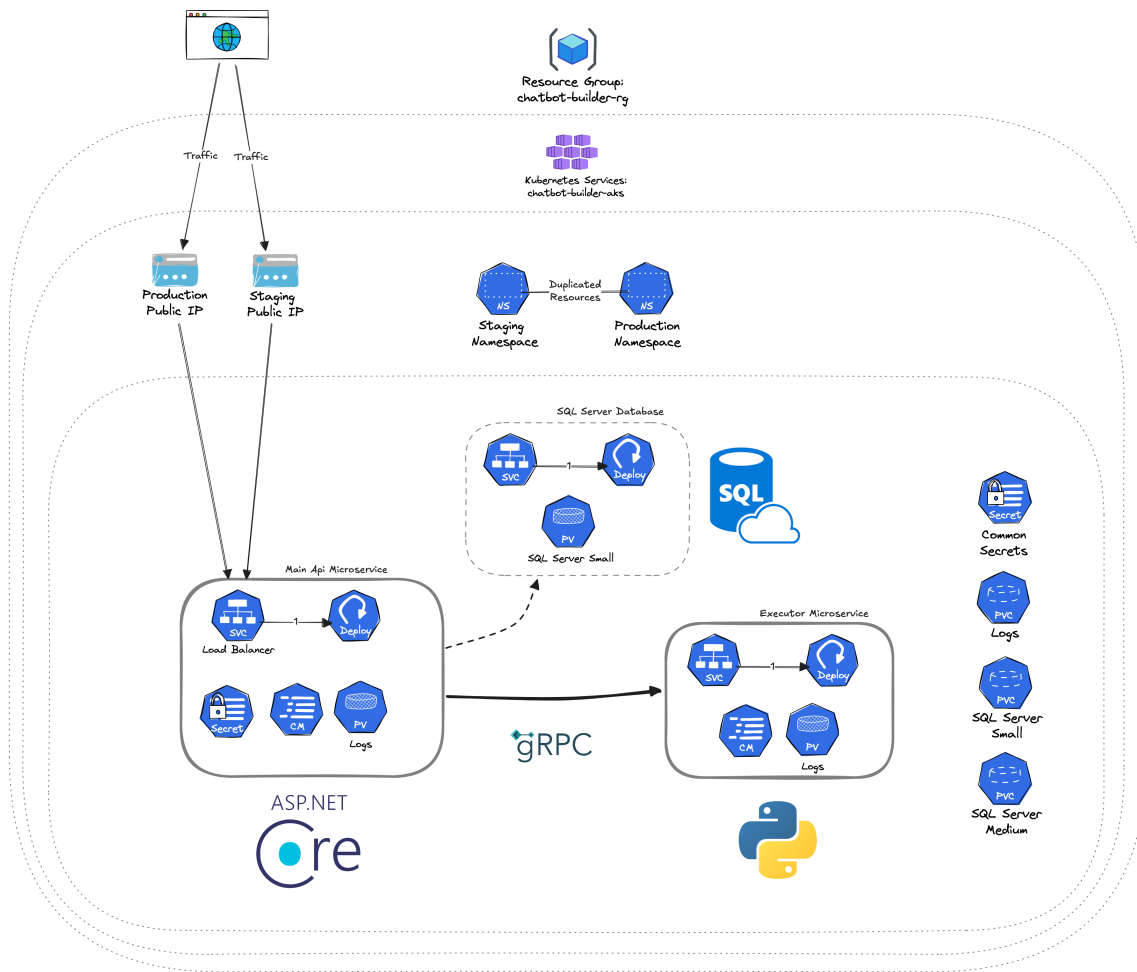 Resource Group:
chatbot-builder-rg
Kubernetes Services:
chatbot-builder-aks
Traffic
Traffic
Production
Public IP
Staging
Public IP
NS
Duplicated
Resources
NS
Staging
Namespace
Production
Namespace
SQL Server Database
SVC
1
Deploy
PV
SQL Server Small
SQL
Secret
Common
Secrets
PVC
Logs
PVC
SQL Server
Small
PVC
SQL Server
Medium
Main Api Microservice
SVC
1
Deploy
Load Balancer
Secret
CM
PV
Logs
gRPC
Executor Microservice
SVC
1
Deploy
CM
PV
Logs
ASP.NET
Core